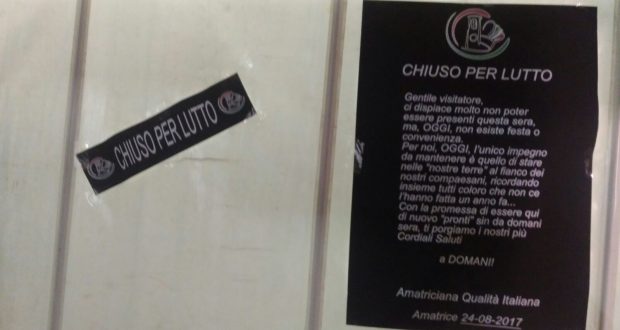 CHIUSO PER LUTTO
CHIUSO PER LUTTO
Gentile visitatore,
ci dispiace molto non poter
essere presenti questa sera,
ma, OGGI, non esiste festa o
convenienza.
Per noi, OGGI, l'unico impegno
da mantenere è quello di stare
nelle "nostre terre" al fianco dei
nostri compaesani, ricordando
insieme tutti coloro che non ce
l'hanno fatta un anno fa...
Con la promessa di essere qui
di nuovo "pronti" sin da domani
sera, ti porgiamo i nostri più
Cordiali Saluti
a DOMANI!
Amatriciana Qualità Italiana
Amatrice 24-08-2017